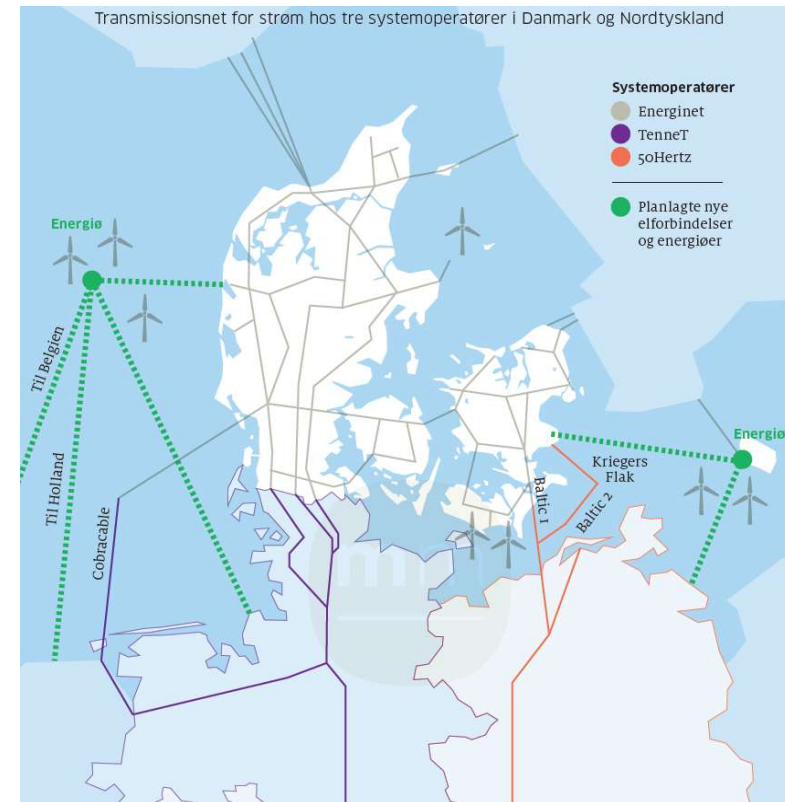 Transmissionsnet for strøm hos tre systemoperatører i Danmark og Nordtyskland
Systemoperatører
Energinet
TenneT
50Hertz
Planlagte nye
elforbindelser
og energiøer
Energiø
Til Belgien
Til Holland
Cobracable
Energiø
Kriegers
Flak
Baltic 1
Baltic 2
mm